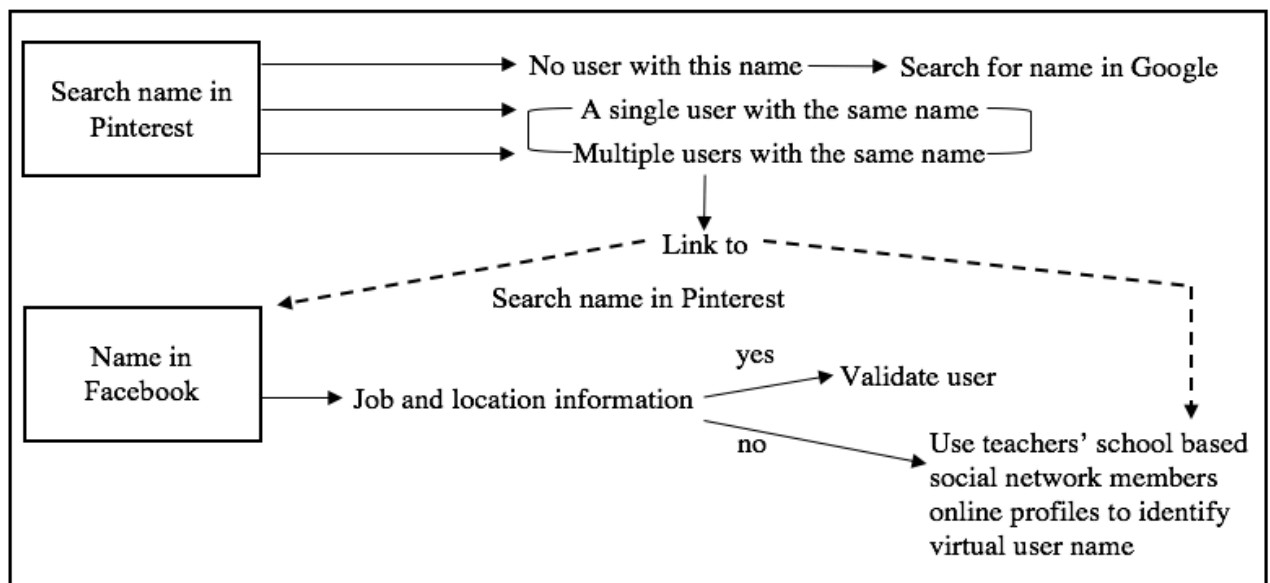 Search name in
Pinterest
No user with this name
Search for name in Google
A single user with the same name
Multiple users with the same name
Link to
Search name in Pinterest
Name in
Facebook
Job and location information
yes
Validate user
no
Use teachers’ school based
social network members
online profiles to identify
virtual user name